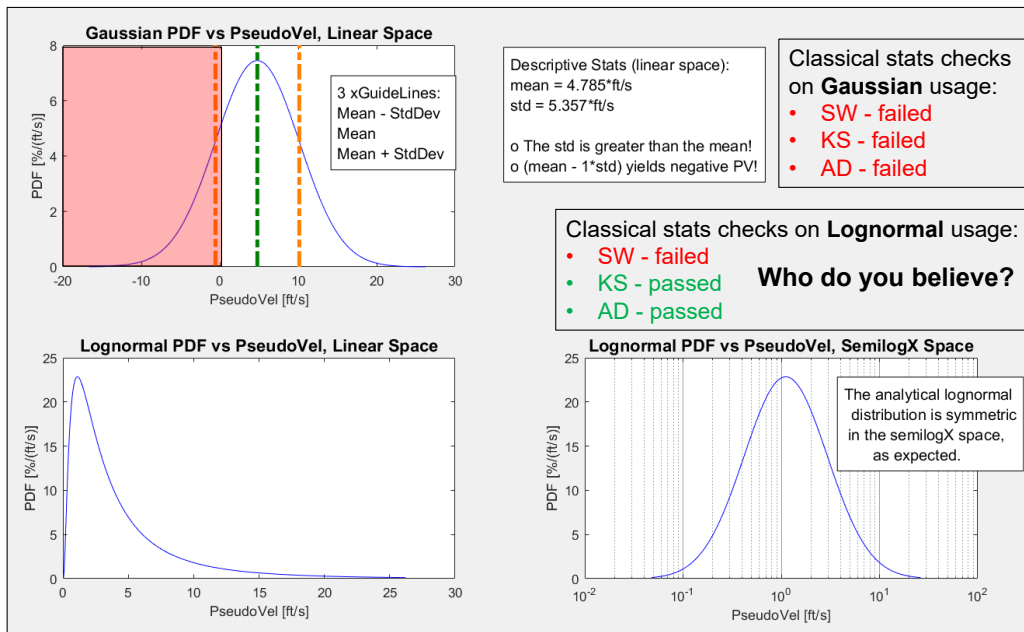 Gaussian PDF vs PseudoVel, Linear Space
PDF [%/(ft/s)]
8
6
4
2
0
-20
-10
0
10
20
30
PseudoVel [ft/s]
3 xGuideLines:
Mean - StdDev
Mean
Mean + StdDev
Descriptive Stats (linear space):
mean = 4.785*ft/s
std = 5.357*ft/s
o The std is greater than the mean!
o (mean - 1*std) yields negative PV!
Classical stats checks
on Gaussian usage:
• SW - failed
• KS - failed
• AD - failed
Classical stats checks on Lognormal usage:
• SW - failed
• KS - passed
• AD - passed
Who do you believe?
Lognormal PDF vs PseudoVel, Linear Space
PDF [%/(ft/s)]
25
20
15
10
5
0
0
5
10
15
20
25
30
PseudoVel [ft/s]
Lognormal PDF vs PseudoVel, SemilogX Space
PDF [%/(ft/s)]
25
20
15
10
5
0
10^-2
10^-1
10^0
10^1
10^2
PseudoVel [ft/s]
The analytical lognormal
distribution is symmetric
in the semilogX space,
as expected.